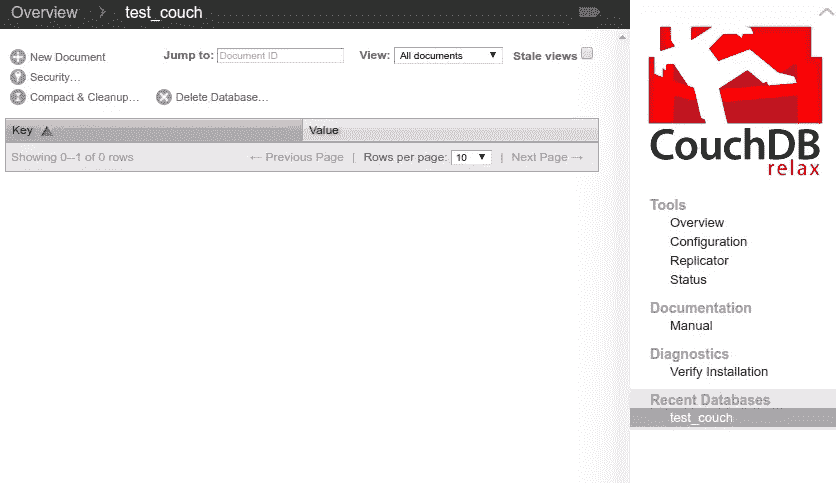 Overview > test_couch
New Document
Jump to: Document ID
View: All documents
Stale views
Security...
Compact & Cleanup...
Delete Database...
Key
Value
Showing 0--1 of 0 rows
← Previous Page | Rows per page: 10 | Next Page →
CouchDB
relax
Tools
Overview
Configuration
Replicator
Status
Documentation
Manual
Diagnostics
Verify Installation
Recent Databases
test_couch